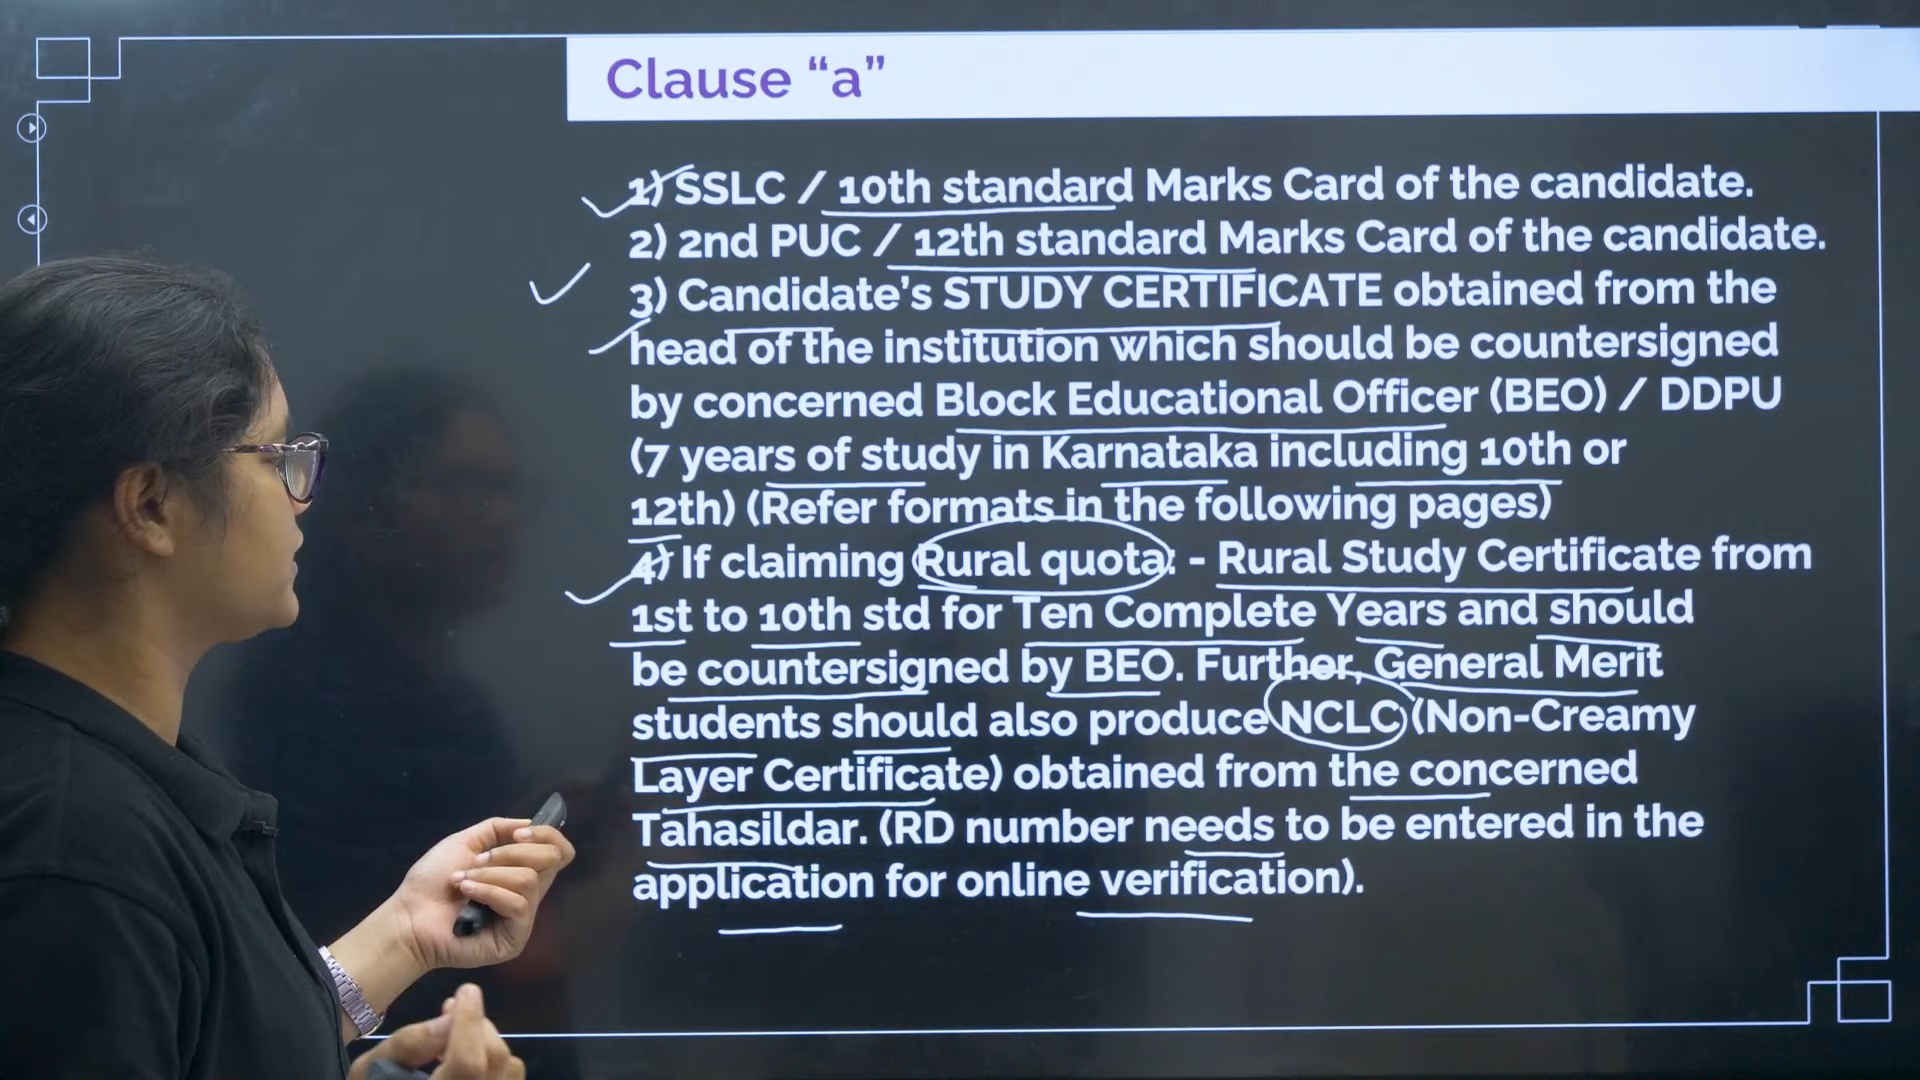 Clause “a”
1) SSLC / 10th standard Marks Card of the candidate.
2) 2nd PUC / 12th standard Marks Card of the candidate.
3) Candidate’s STUDY CERTIFICATE obtained from the
head of the institution which should be countersigned
by concerned Block Educational Officer (BEO) / DDPU
(7 years of study in Karnataka including 10th or
12th) (Refer formats in the following pages)
4) If claiming Rural quota: - Rural Study Certificate from
1st to 10th std for Ten Complete Years and should
be countersigned by BEO. Further, General Merit
students should also produce NCLC (Non-Creamy
Layer Certificate) obtained from the concerned
Tahasildar. (RD number needs to be entered in the
application for online verification).